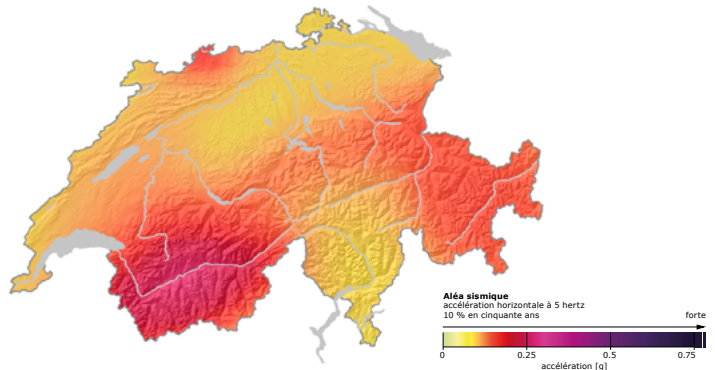 Aléa sismique
accélération horizontale à 5 hertz
10 % en cinquante ans forte
0 0.25 0.5 0.75
accélération [g]